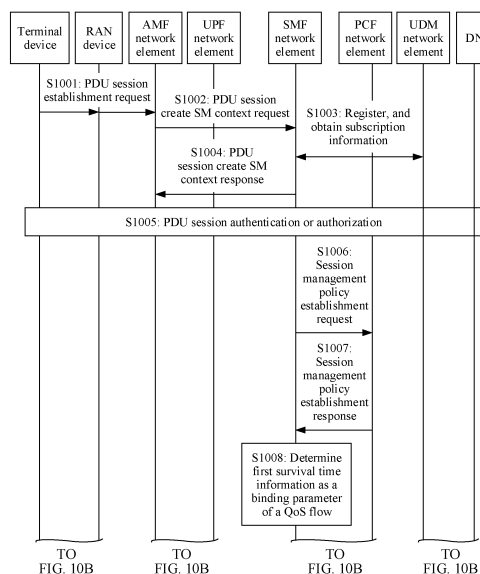 Terminal
device
RAN
device
AMF
network
element
UPF
network
element
SMF
network
element
PCF
network
element
UDM
network
element
DN
S1001: PDU session
establishment request
S1002: PDU session
create SM context request
S1003: Register, and
obtain subscription
information
S1004: PDU
session create SM
context response
S1005: PDU session authentication or authorization
S1006:
Session
management
policy
establishment
request
S1007:
Session
management
policy
establishment
response
S1008: Determine
first survival time
information as a
binding parameter
of a QoS flow
TO
FIG. 10B
TO
FIG. 10B
TO
FIG. 10B
TO
FIG. 10B